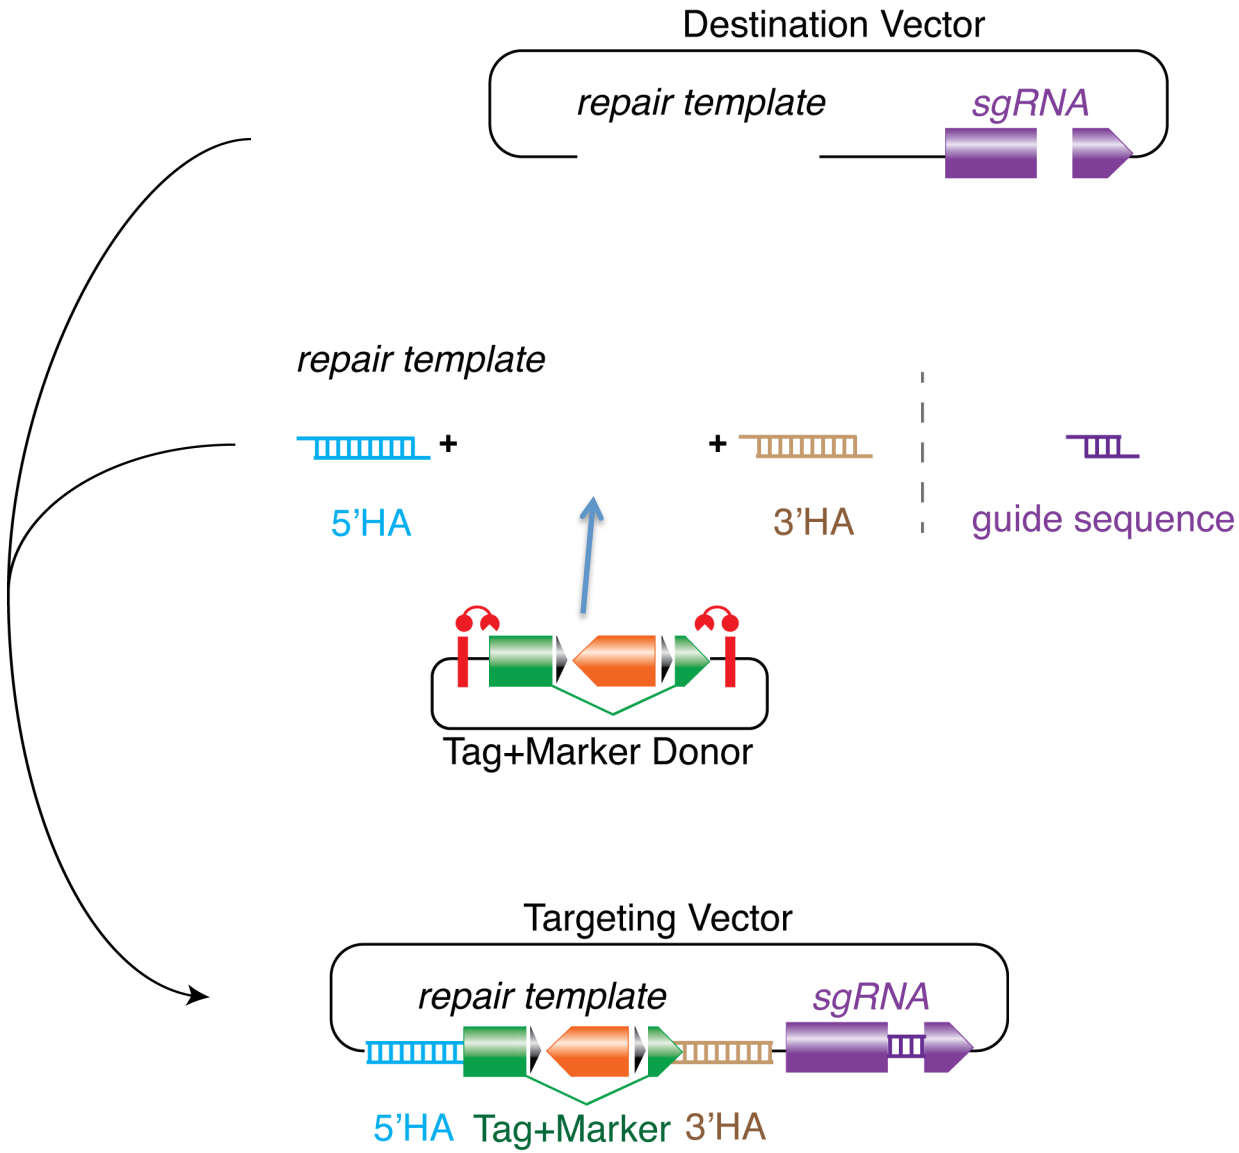 Destination Vector
repair template
sgRNA
repair template
+
+
5’HA
3’HA
guide sequence
Tag+Marker Donor
Targeting Vector
repair template
sgRNA
5’HA
Tag+Marker
3’HA